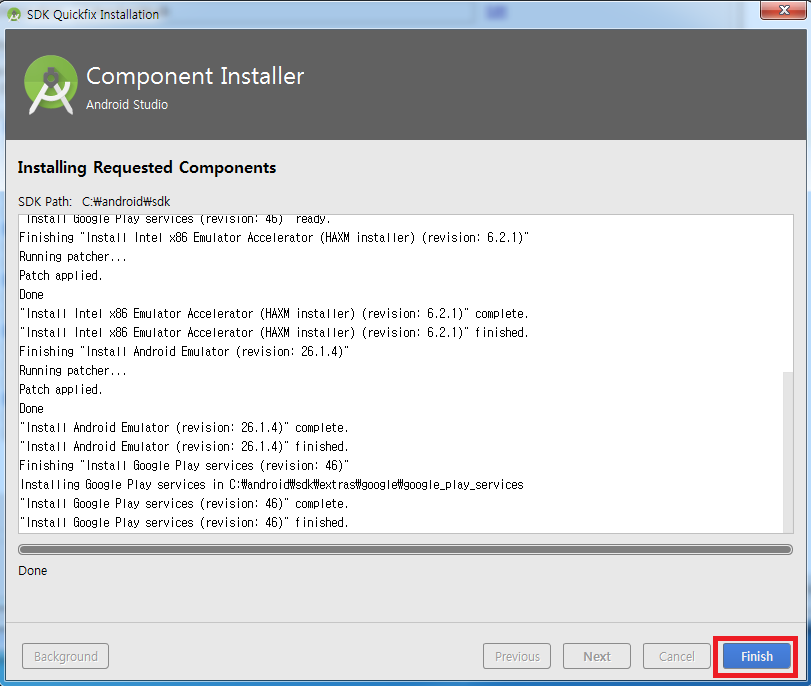 SDK Quickfix Installation
Component Installer
Android Studio
Installing Requested Components
SDK Path: C:₩android₩sdk
"Install Google Play services (revision: 46)" ready.
Finishing "Install Intel x86 Emulator Accelerator (HAXM installer) (revision: 6.2.1)"
Running patcher...
Patch applied.
Done
"Install Intel x86 Emulator Accelerator (HAXM installer) (revision: 6.2.1)" complete.
"Install Intel x86 Emulator Accelerator (HAXM installer) (revision: 6.2.1)" finished.
Finishing "Install Android Emulator (revision: 26.1.4)"
Running patcher...
Patch applied.
Done
"Install Android Emulator (revision: 26.1.4)" complete.
"Install Android Emulator (revision: 26.1.4)" finished.
Finishing "Install Google Play services (revision: 46)"
Installing Google Play services in C:₩android₩sdk₩extras₩google₩google_play_services
"Install Google Play services (revision: 46)" complete.
"Install Google Play services (revision: 46)" finished.
Done
Background
Previous
Next
Cancel
Finish